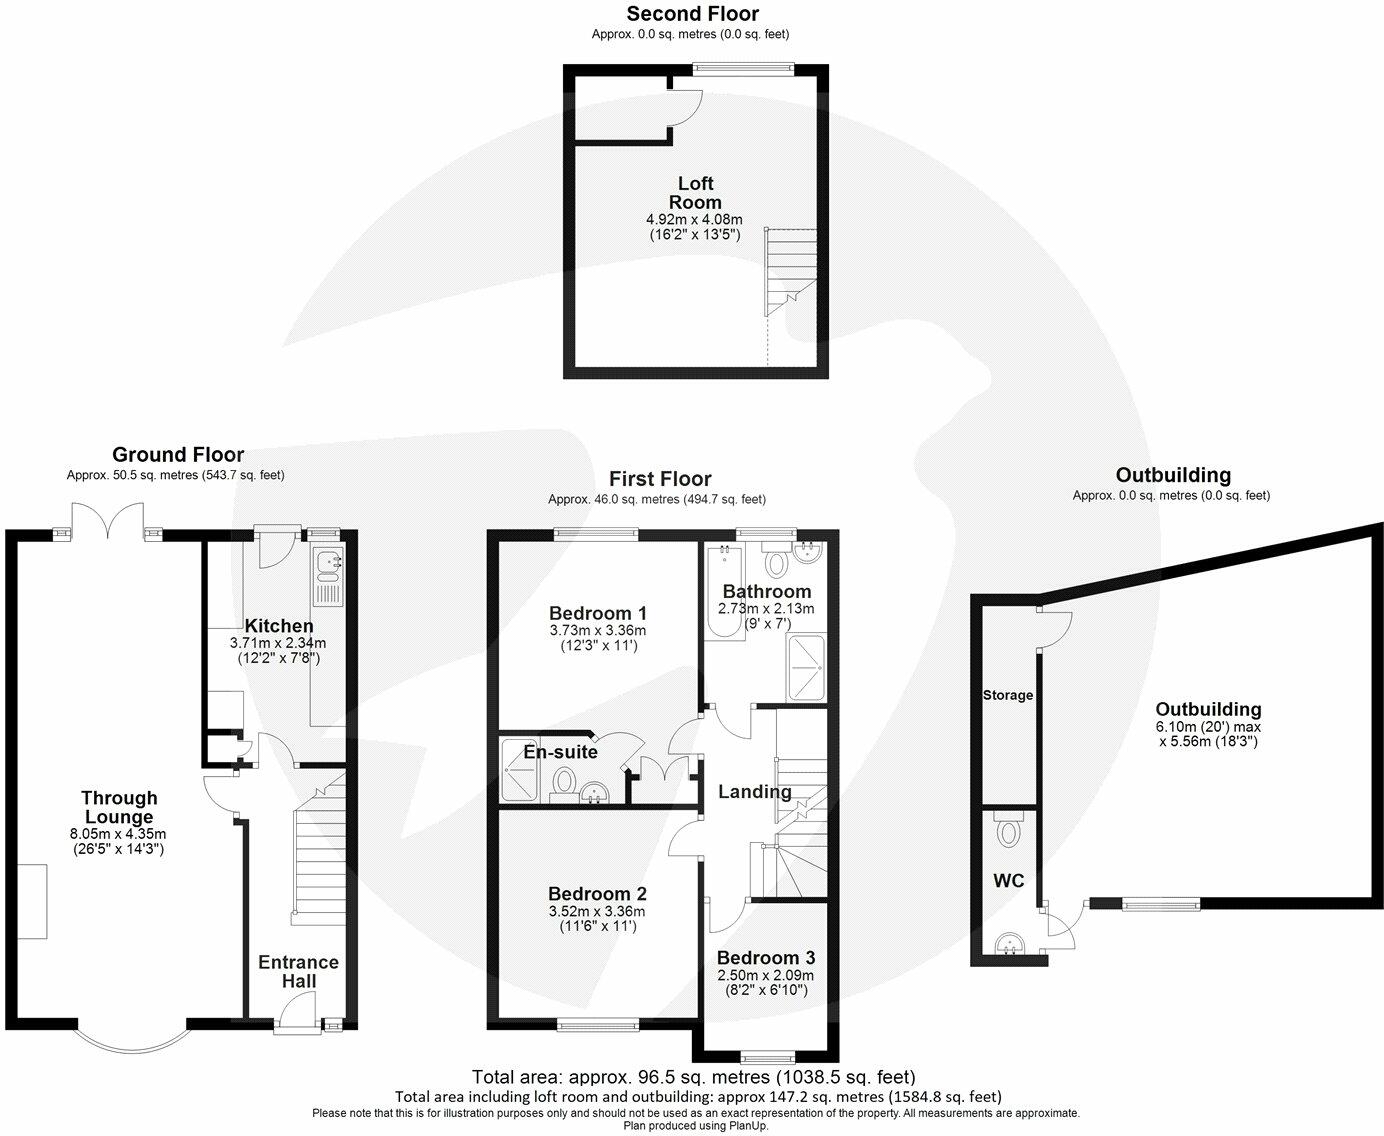 Second Floor
Approx. 0.0 sq. metres (0.0 sq. feet)
Loft
Room
4.92m x 4.08m
(16'2" x 13'5")
Ground Floor
Approx. 50.5 sq. metres (543.7 sq. feet)
Kitchen
3.71m x 2.34m
(12'2" x 7'8")
Through
Lounge
8.05m x 4.35m
(26'5" x 14'3")
Entrance
Hall
First Floor
Approx. 46.0 sq. metres (494.7 sq. feet)
Bedroom 1
3.73m x 3.36m
(12'3" x 11')
Bathroom
2.73m x 2.13m
(9' x 7')
En-suite
Landing
Bedroom 2
3.52m x 3.36m
(11'6" x 11')
Bedroom 3
2.50m x 2.09m
(8'2" x 6'10")
Outbuilding
Approx. 0.0 sq. metres (0.0 sq. feet)
Storage
Outbuilding
6.10m (20') max
x 5.56m (18'3")
WC
Total area: approx. 96.5 sq. metres (1038.5 sq. feet)
Total area including loft room and outbuilding: approx 147.2 sq. metres (1584.8 sq. feet)
Please note that this is for illustration purposes only and should not be used as an exact representation of the property. All measurements are approximate.
Plan produced using PlanUp.